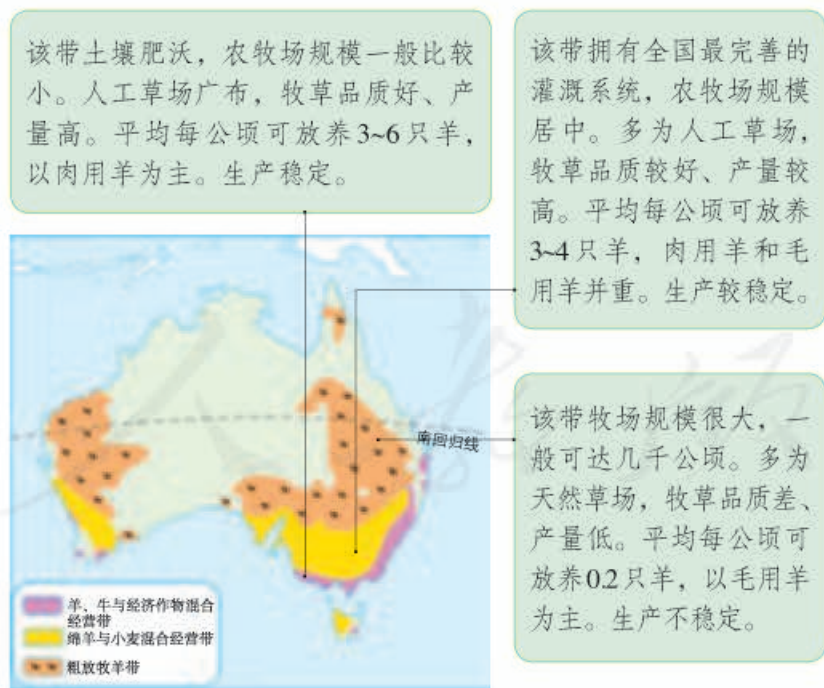 该带土壤肥沃，农牧场规模一般比较
小。人工草场广布，牧草品质好、产
量高。平均每公顷可放养3~6只羊，
以肉用羊为主。生产稳定。
该带拥有全国最完善的
灌溉系统，农牧场规模
居中。多为人工草场，
牧草品质较好、产量较
高。平均每公顷可放养
3~4只羊，肉用羊和毛
用羊并重。生产较稳定。
该带牧场规模很大，一
般可达几千公顷。多为
天然草场，牧草品质差、
产量低。平均每公顷可
放养0.2只羊，以毛用羊
为主。生产不稳定。
南回归线
羊、牛与经济作物混合
经营带
绵羊与小麦混合经营带
粗放牧羊带